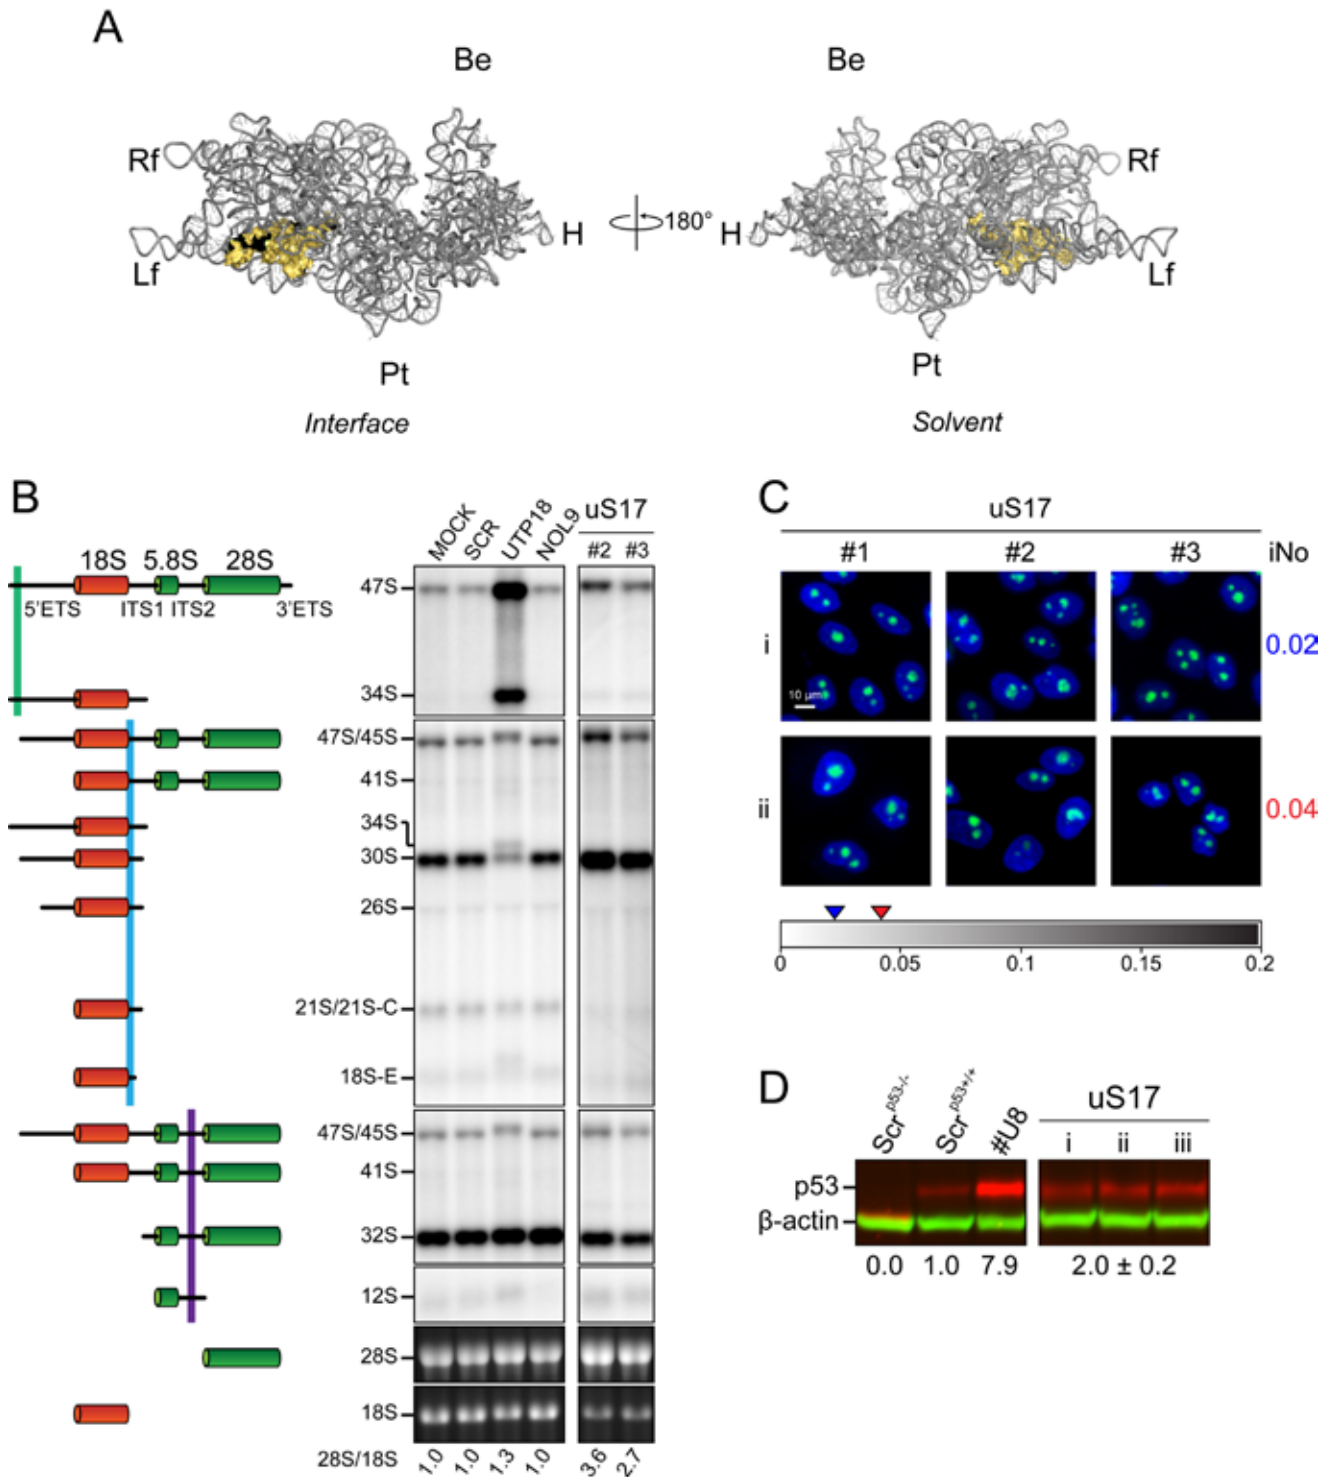 A
Be
Be
Rf
Rf
H
180°
H
Lf
Lf
Pt
Pt
Interface
Solvent
B
MOCK
SCR
UTP18
NOL9
uS17
#2
#3
18S
5.8S
28S
5'ETS
ITS1
ITS2
3'ETS
47S
34S
47S/45S
41S
34S
30S
26S
21S/21S-C
18S-E
47S/45S
41S
32S
12S
28S
18S
28S/18S
1.0
1.0
1.3
1.0
3.6
2.7
C
uS17
#1
#2
#3
iNo
i
10 µm
0.02
ii
0.04
0
0.05
0.1
0.15
0.2
D
Scr p53-/-
Scr p53+/+
#U8
uS17
i
ii
iii
p53
β-actin
0.0
1.0
7.9
2.0 ± 0.2